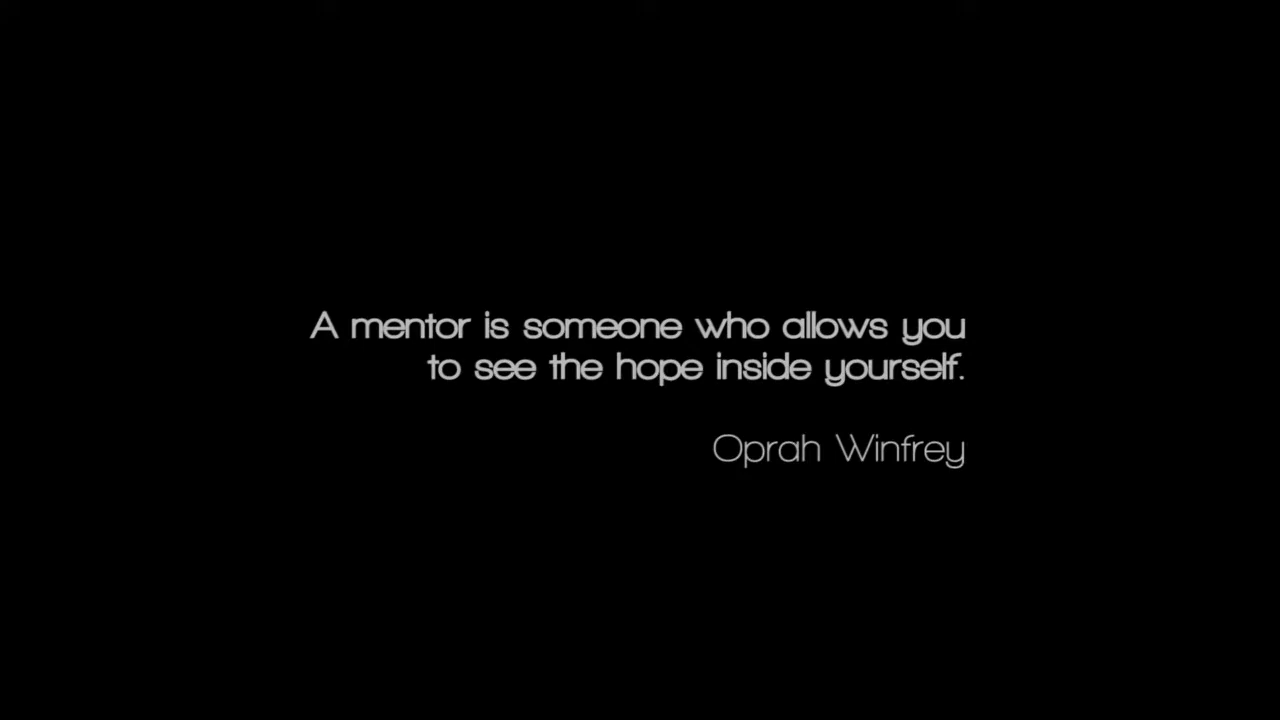 A mentor is someone who allows you
to see the hope inside yourself.
Oprah Winfrey